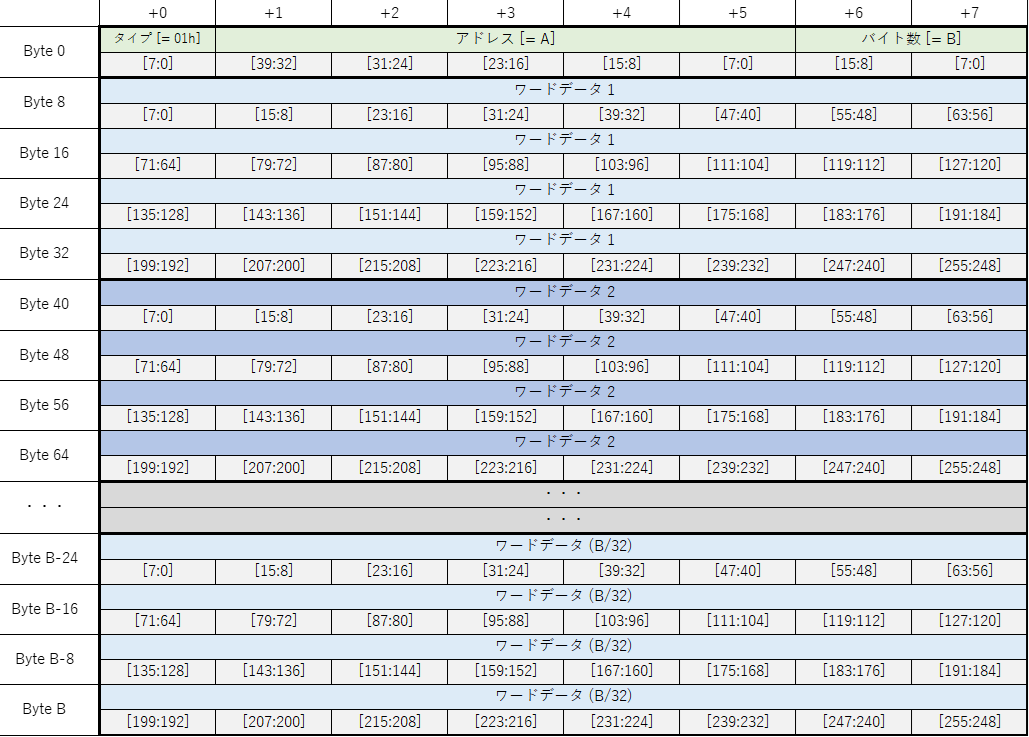 +0 +1 +2 +3 +4 +5 +6 +7
Byte 0 タイプ [= 01h] アドレス [= A] バイト数 [= B]
[7:0] [39:32] [31:24] [23:16] [15:8] [7:0] [15:8] [7:0]
Byte 8 ワードデータ 1
[7:0] [15:8] [23:16] [31:24] [39:32] [47:40] [55:48] [63:56]
Byte 16 ワードデータ 1
[71:64] [79:72] [87:80] [95:88] [103:96] [111:104] [119:112] [127:120]
Byte 24 ワードデータ 1
[135:128] [143:136] [151:144] [159:152] [167:160] [175:168] [183:176] [191:184]
Byte 32 ワードデータ 1
[199:192] [207:200] [215:208] [223:216] [231:224] [239:232] [247:240] [255:248]
Byte 40 ワードデータ 2
[7:0] [15:8] [23:16] [31:24] [39:32] [47:40] [55:48] [63:56]
Byte 48 ワードデータ 2
[71:64] [79:72] [87:80] [95:88] [103:96] [111:104] [119:112] [127:120]
Byte 56 ワードデータ 2
[135:128] [143:136] [151:144] [159:152] [167:160] [175:168] [183:176] [191:184]
Byte 64 ワードデータ 2
[199:192] [207:200] [215:208] [223:216] [231:224] [239:232] [247:240] [255:248]
・・・ ・・・
・・・
Byte B-24 ワードデータ (B/32)
[7:0] [15:8] [23:16] [31:24] [39:32] [47:40] [55:48] [63:56]
Byte B-16 ワードデータ (B/32)
[71:64] [79:72] [87:80] [95:88] [103:96] [111:104] [119:112] [127:120]
Byte B-8 ワードデータ (B/32)
[135:128] [143:136] [151:144] [159:152] [167:160] [175:168] [183:176] [191:184]
Byte B ワードデータ (B/32)
[199:192] [207:200] [215:208] [223:216] [231:224] [239:232] [247:240] [255:248]